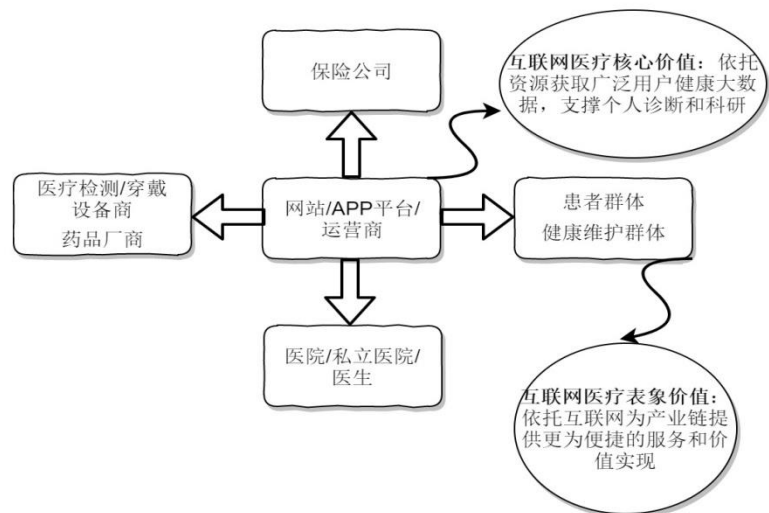 保险公司
互联网医疗核心价值：依托
资源获取广泛用户健康大数
据，支撑个人诊断和科研
医疗检测/穿戴
设备商
药品厂商
网站/APP平台/
运营商
患者群体
健康维护群体
医院/私立医院/
医生
互联网医疗表象价值：
依托互联网为产业链提
供更为便捷的服务和价
值实现